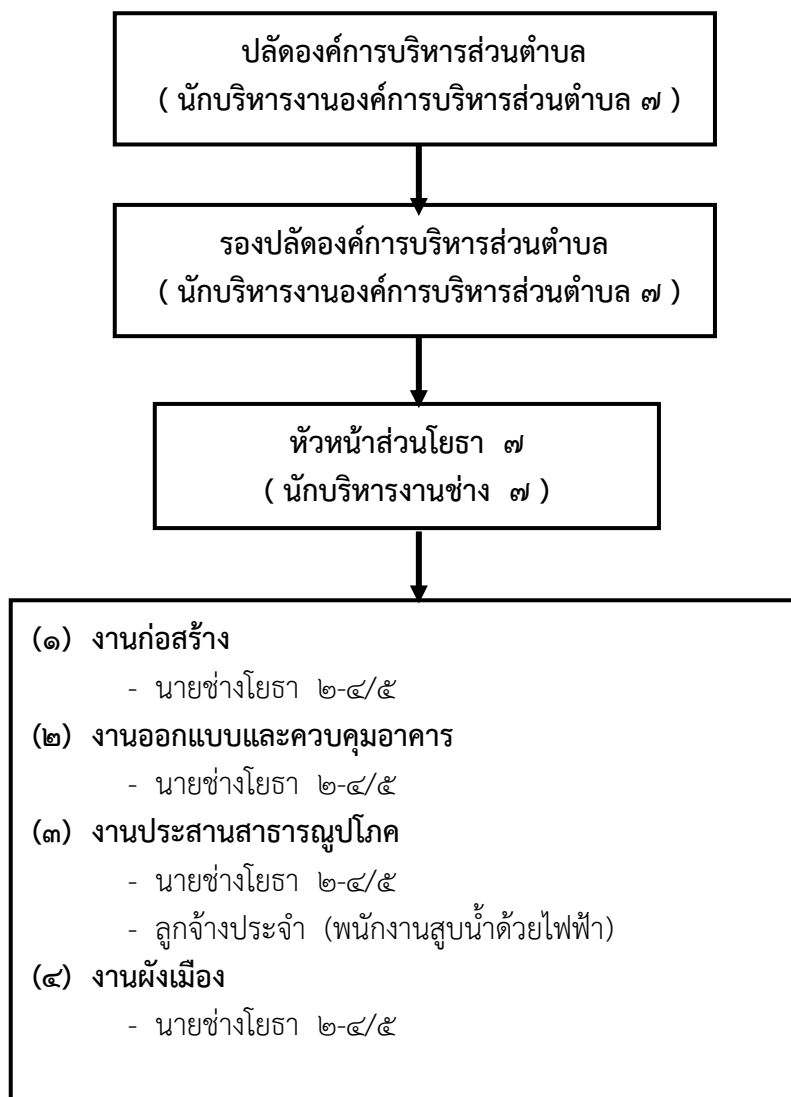 ปลัดองค์การบริหารส่วนตำบล
( นักบริหารงานองค์การบริหารส่วนตำบล ๗ )
รองปลัดองค์การบริหารส่วนตำบล
( นักบริหารงานองค์การบริหารส่วนตำบล ๗ )
หัวหน้าส่วนโยธา ๗
( นักบริหารงานช่าง ๗ )
(๑) งานก่อสร้าง
- นายช่างโยธา ๒-๔/๕
(๒) งานออกแบบและควบคุมอาคาร
- นายช่างโยธา ๒-๔/๕
(๓) งานประสานสาธารณูปโภค
- นายช่างโยธา ๒-๔/๕
- ลูกจ้างประจำ (พนักงานสูบน้ำด้วยไฟฟ้า)
(๔) งานผังเมือง
- นายช่างโยธา ๒-๔/๕